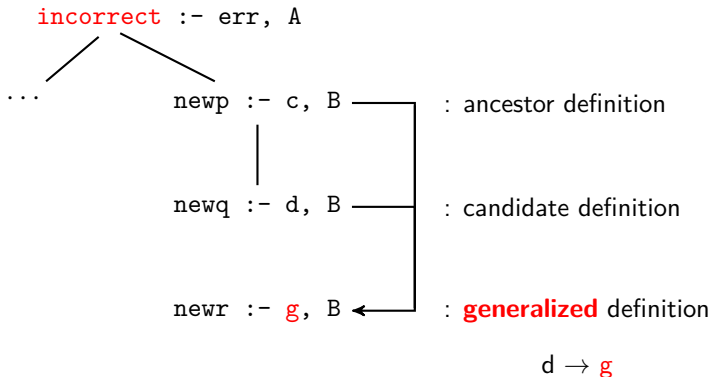 incorrect :- err, A
...
newp :- c, B : ancestor definition
newq :- d, B : candidate definition
newr :- g, B : generalized definition
d → g